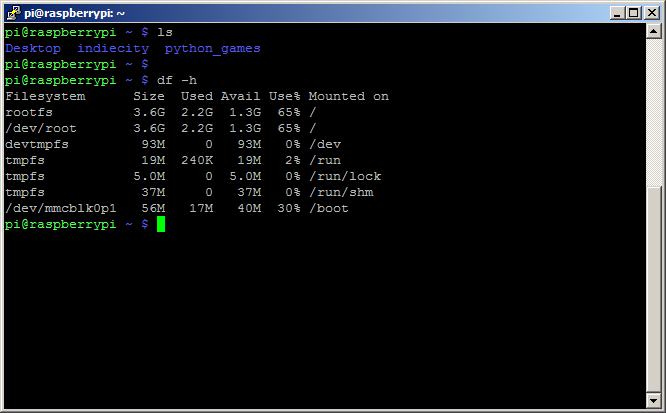 pi@raspberrypi: ~
pi@raspberrypi ~ $ ls
Desktop  indiecity  python_games
pi@raspberrypi ~ $
pi@raspberrypi ~ $ df -h
Filesystem      Size  Used Avail Use% Mounted on
rootfs          3.6G  2.2G  1.3G  65% /
/dev/root       3.6G  2.2G  1.3G  65% /
devtmpfs         93M     0   93M   0% /dev
tmpfs            19M  240K   19M   2% /run
tmpfs           5.0M     0  5.0M   0% /run/lock
tmpfs            37M     0   37M   0% /run/shm
/dev/mmcblk0p1   56M   17M   40M  30% /boot
pi@raspberrypi ~ $